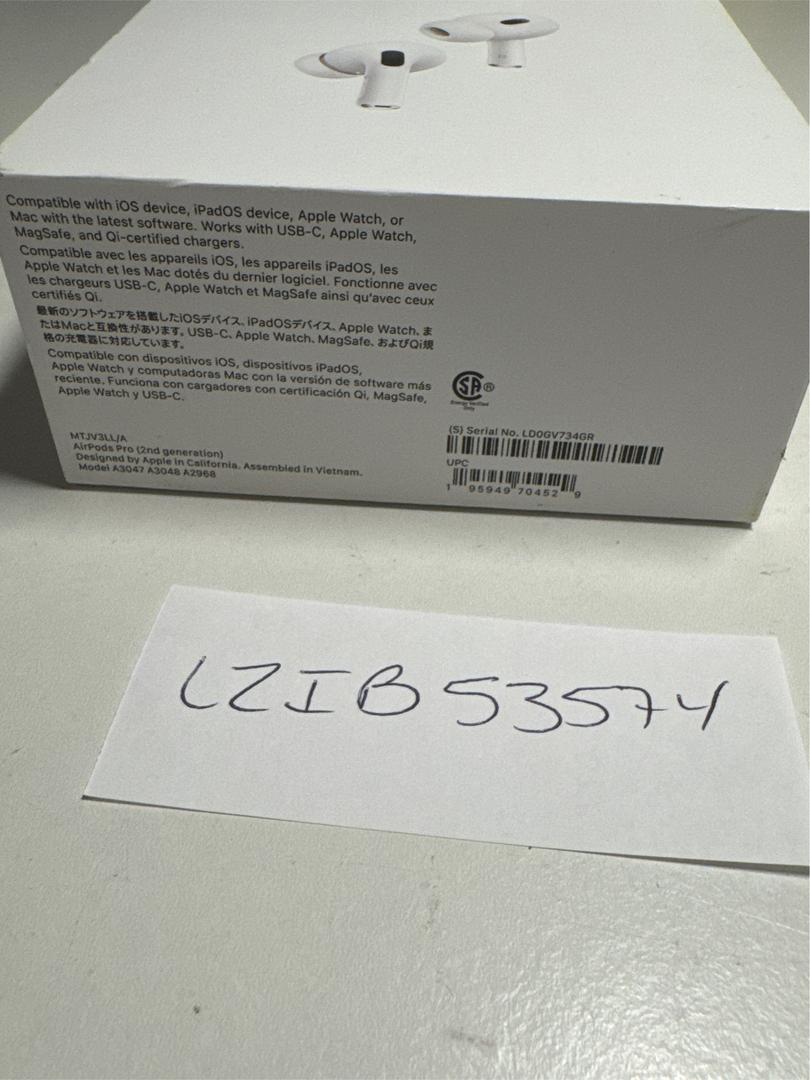 Compatible with iOS device, iPadOS device, Apple Watch, or
Mac with the latest software. Works with USB-C, Apple Watch,
MagSafe, and Qi-certified chargers.
Compatible avec les appareils iOS, les appareils iPadOS, les
Apple Watch et les Mac dotés du dernier logiciel. Fonctionne avec
les chargeurs USB-C, Apple Watch et MagSafe ainsi qu'avec ceux
certifiés Qi.
最新のソフトウェアを搭載したiOSデバイス、iPadOSデバイス、Apple Watch、ま
たはMacと互換性があります。USB-C、Apple Watch、MagSafe、およびQi規
格の充電器に対応しています。
Compatible con dispositivos iOS, dispositivos iPadOS,
Apple Watch y computadoras Mac con la versión de software más
reciente. Funciona con cargadores con certificación Qi, MagSafe,
Apple Watch y USB-C.
MTJV3LL/A
AirPods Pro (2nd generation)
Designed by Apple in California. Assembled in Vietnam.
Model A3047 A3048 A2968
SA®
Energy Verified
Only
(S) Serial No. LD0GV734GR
UPC
1 95949 70452 9
LZIB53574